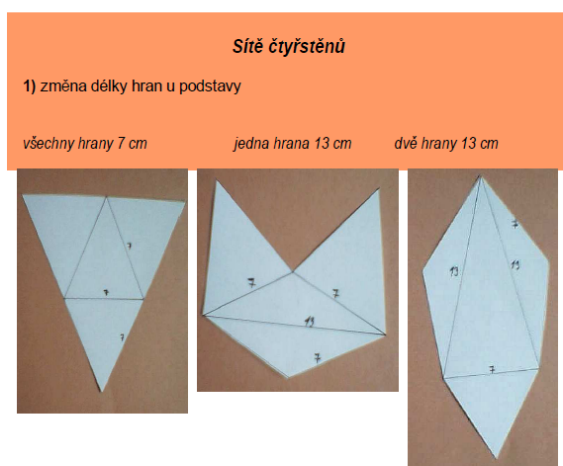 Sítě čtyřstěnů
1) změna délky hran u podstavy
všechny hrany 7 cm
jedna hrana 13 cm
dvě hrany 13 cm
7
7
7
7
7
13
7
7
13
13
7